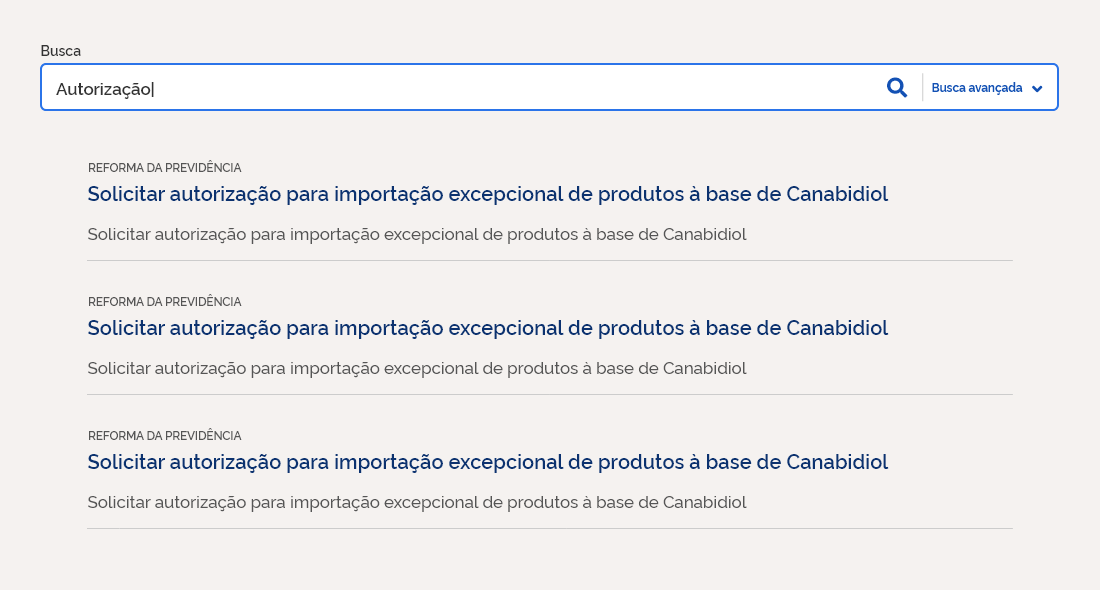 Busca
Autorização
Busca avançada
REFORMA DA PREVIDÊNCIA
Solicitar autorização para importação excepcional de produtos à base de Canabidiol
Solicitar autorização para importação excepcional de produtos à base de Canabidiol
REFORMA DA PREVIDÊNCIA
Solicitar autorização para importação excepcional de produtos à base de Canabidiol
Solicitar autorização para importação excepcional de produtos à base de Canabidiol
REFORMA DA PREVIDÊNCIA
Solicitar autorização para importação excepcional de produtos à base de Canabidiol
Solicitar autorização para importação excepcional de produtos à base de Canabidiol